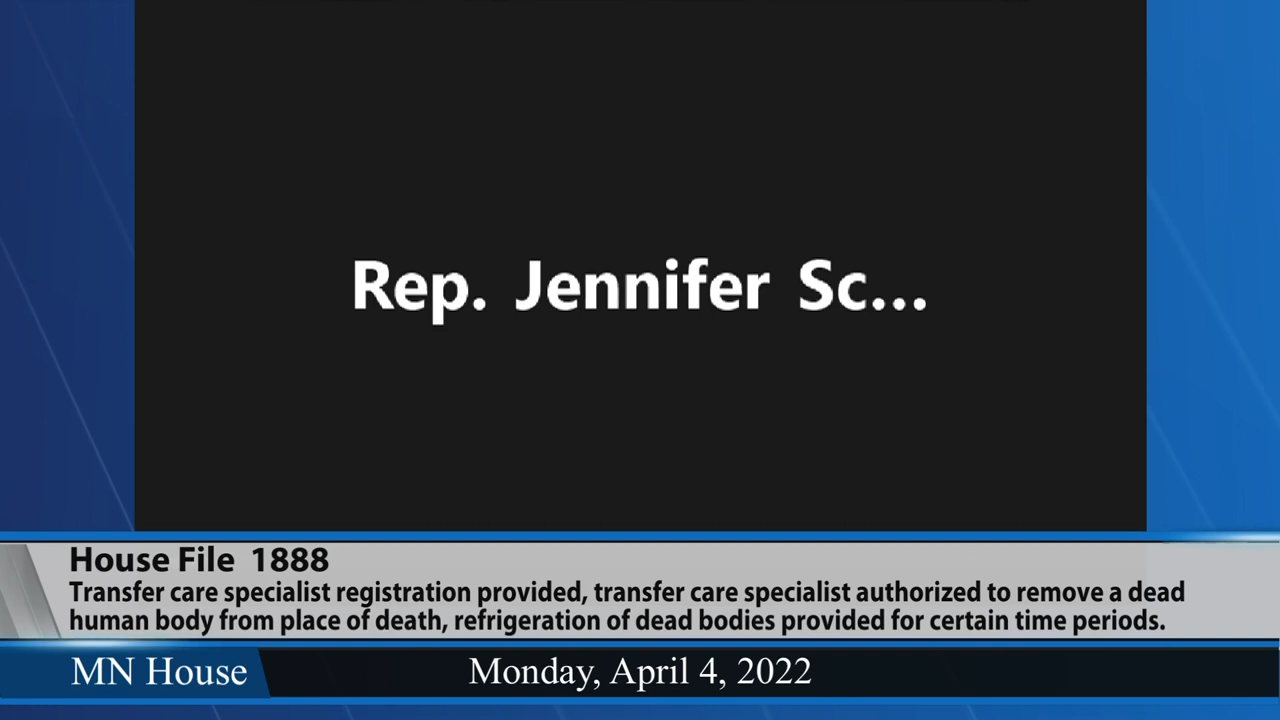 Rep. Jennifer Sc...
House File 1888
Transfer care specialist registration provided, transfer care specialist authorized to remove a dead
human body from place of death, refrigeration of dead bodies provided for certain time periods.
MN House
Monday, April 4, 2022